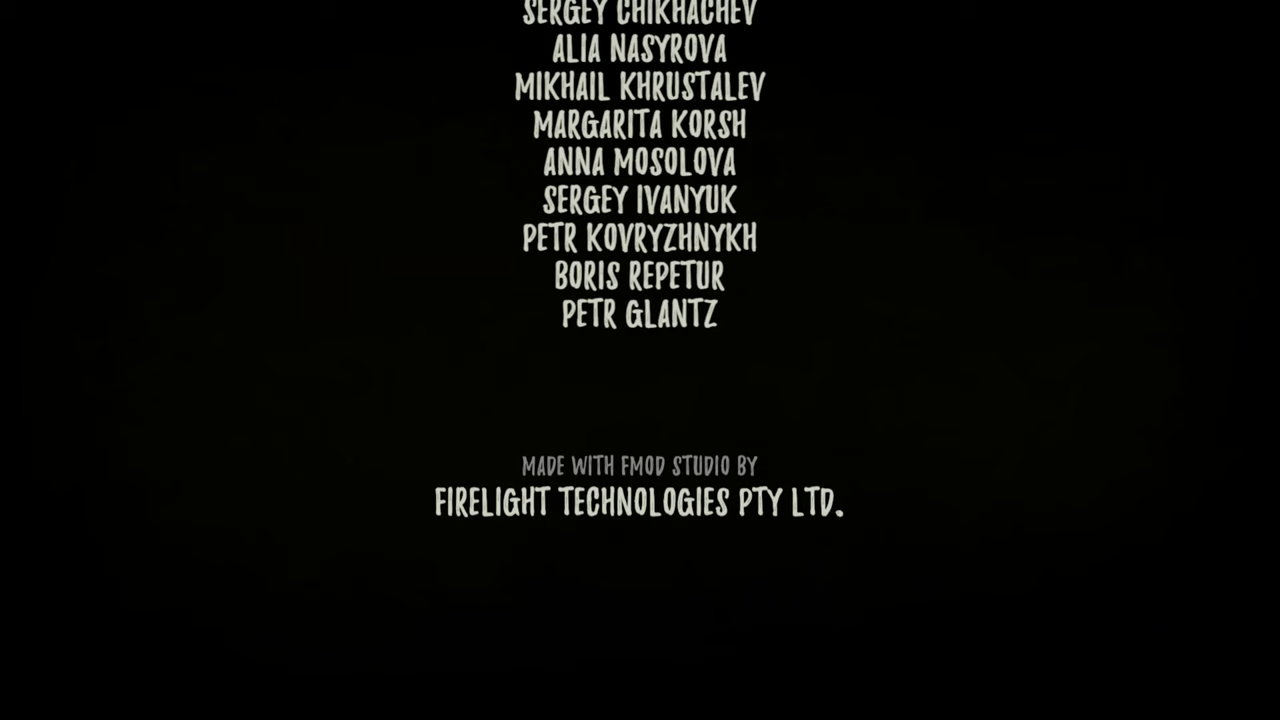 SERGEY CHIKHACHEV
ALIA NASYROVA
MIKHAIL KHRUSTALEV
MARGARITA KORSH
ANNA MOSOLOVA
SERGEY IVANYUK
PETR KOVRYZHNYKH
BORIS REPETUR
PETR GLANTZ
MADE WITH FMOD STUDIO BY
FIRELIGHT TECHNOLOGIES PTY LTD.